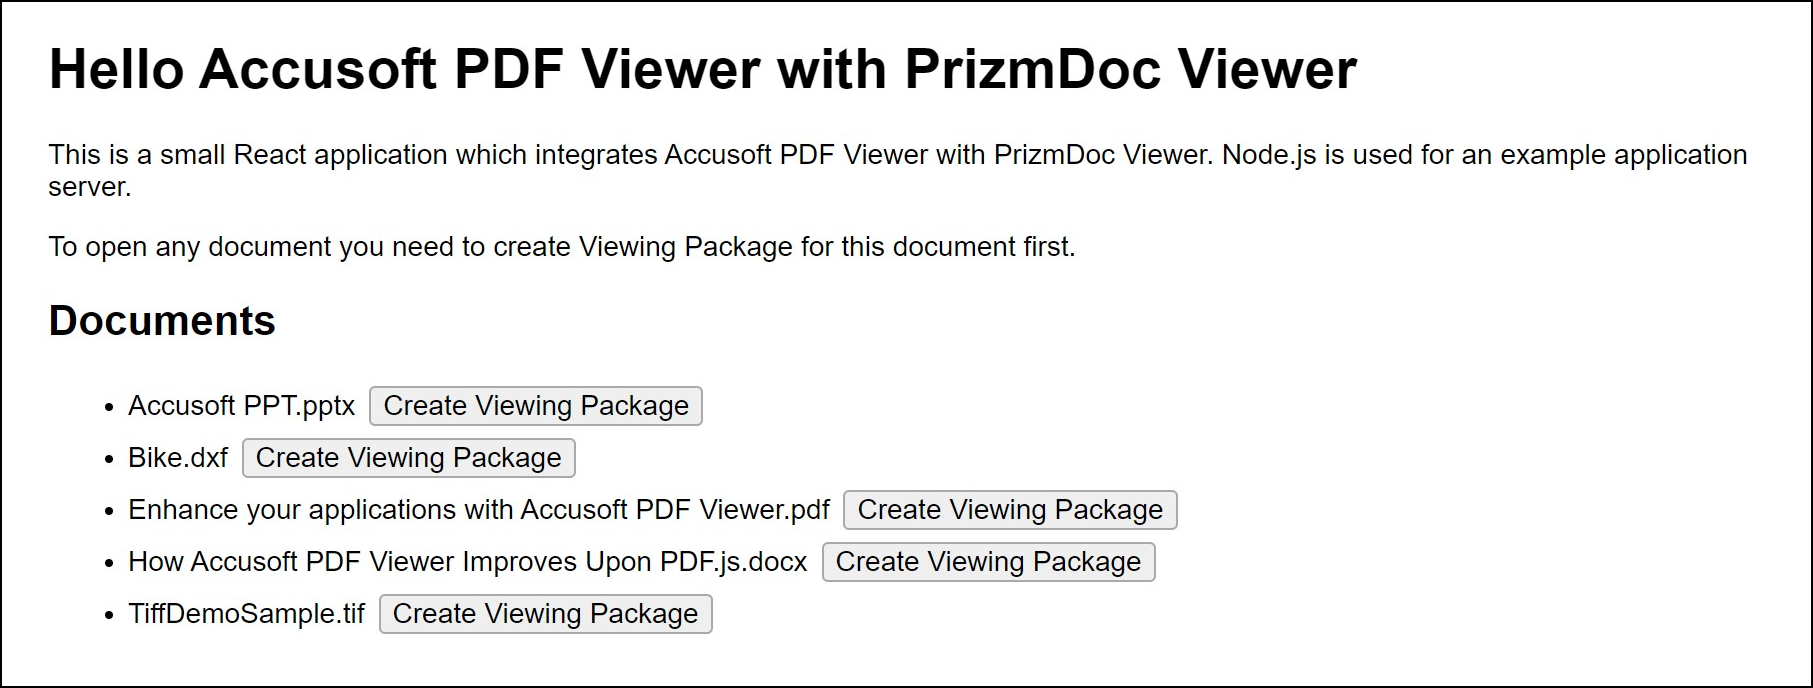 Hello Accusoft PDF Viewer with PrizmDoc Viewer
This is a small React application which integrates Accusoft PDF Viewer with PrizmDoc Viewer. Node.js is used for an example application
server.
To open any document you need to create Viewing Package for this document first.
Documents
• Accusoft PPT.pptx Create Viewing Package
• Bike.dxf Create Viewing Package
• Enhance your applications with Accusoft PDF Viewer.pdf Create Viewing Package
• How Accusoft PDF Viewer Improves Upon PDF.js.docx Create Viewing Package
• TiffDemoSample.tif Create Viewing Package